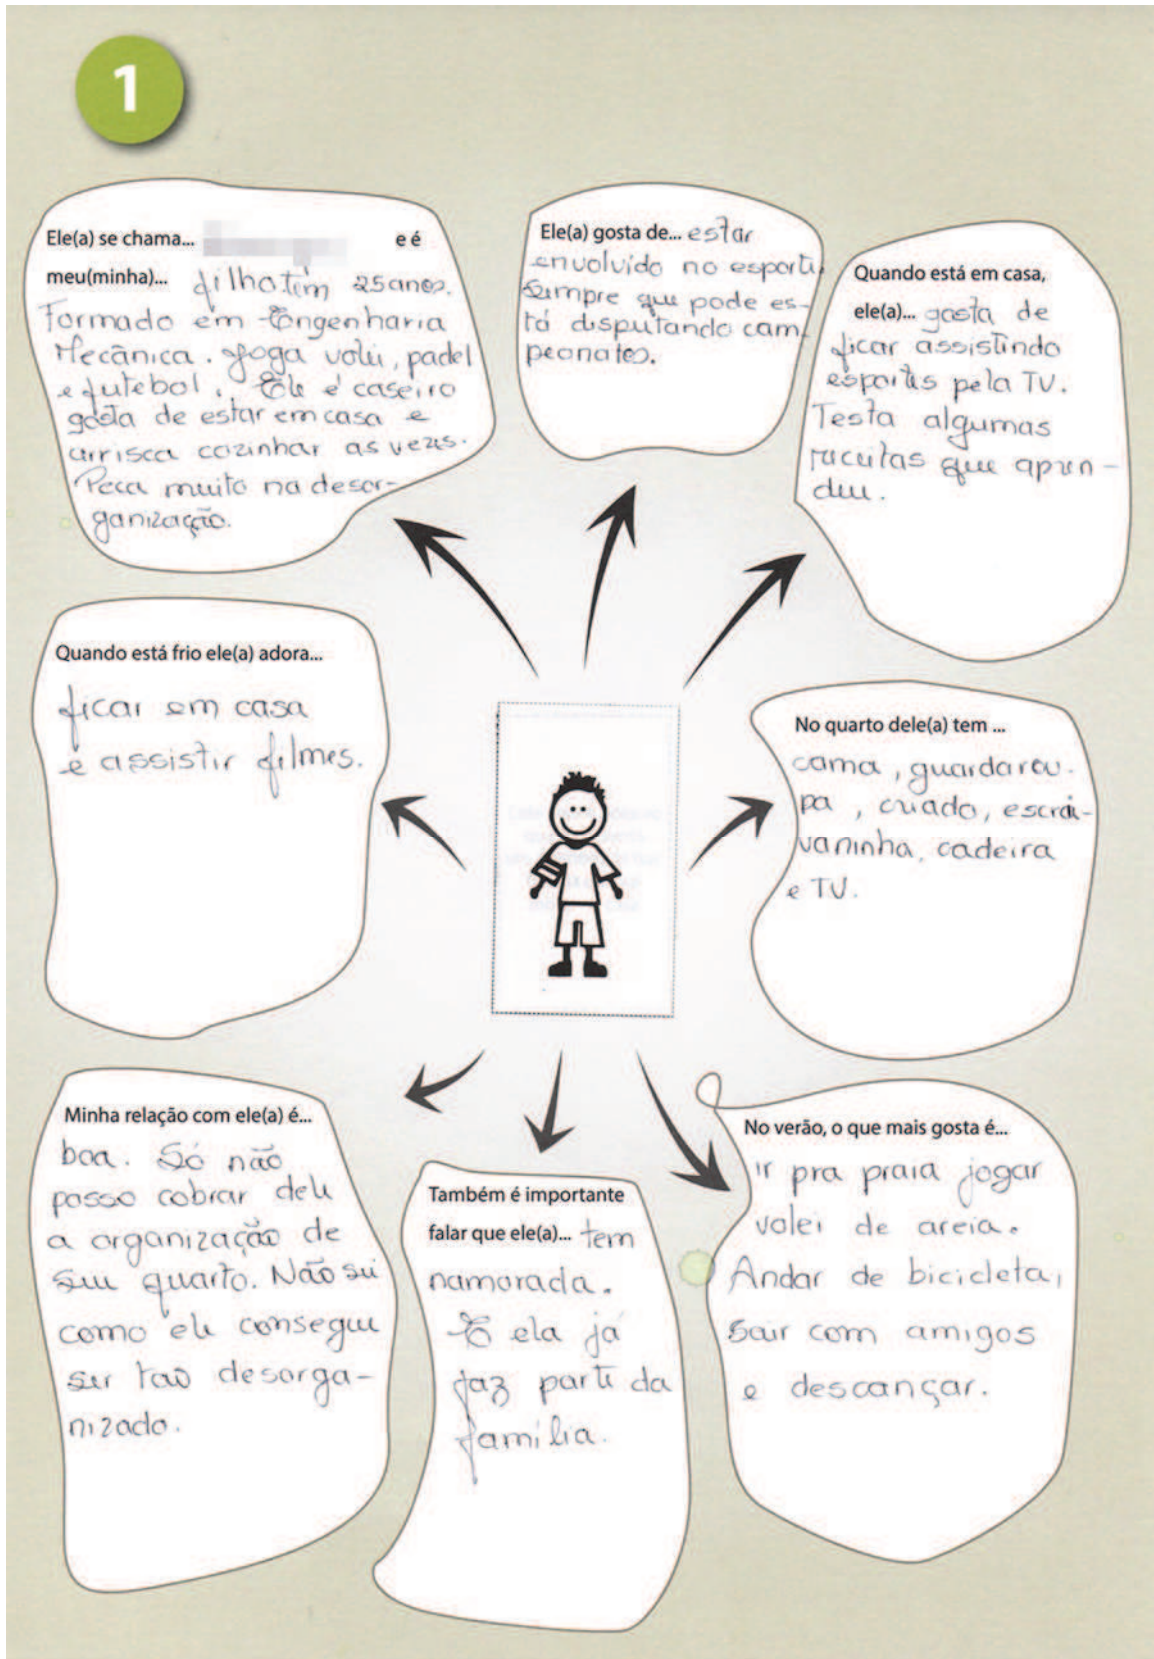 1
Ele(a) se chama... e é
meu(minha)... filho tem 25 anos.
Formado em Engenharia
Mecânica. Joga volei, padel
e futebol. Ele é caseiro
gosta de estar em casa e
arrisca cozinhar as vezes.
Peca muito na desor-
ganização.
Ele(a) gosta de... estar
envolvido no esporte.
Sempre que pode es-
tá disputando cam-
peonatos.
Quando está em casa,
ele(a)... gosta de
ficar assistindo
esportes pela TV.
Testa algumas
receitas que apren-
deu.
Quando está frio ele(a) adora...
ficar em casa
e assistir filmes.
No quarto dele(a) tem ...
cama, guardarou-
pa, criado, escrai-
vaninha, cadeira
e TV.
Minha relação com ele(a) é...
boa. Só não
posso cobrar dele
a organização de
seu quarto. Não sei
como ele consegue
ser tao desorga-
nizado.
Também é importante
falar que ele(a)... tem
namorada.
E ela já
faz parte da
família.
No verão, o que mais gosta é...
ir pra praia jogar
volei de areia.
Andar de bicicleta,
sair com amigos
e descançar.